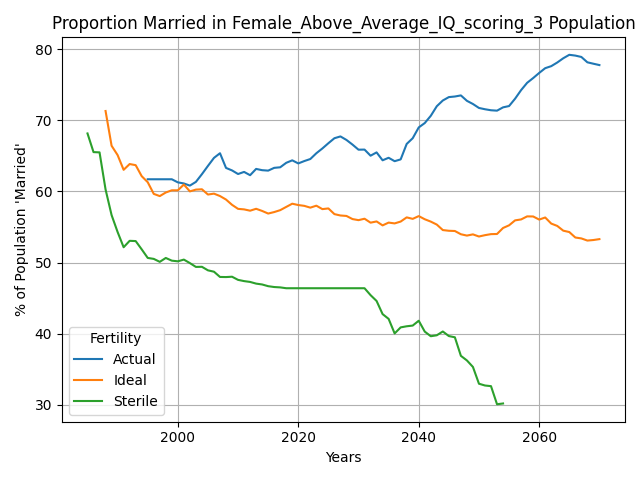 Proportion Married in Female_Above_Average_IQ_scoring_3 Population
% of Population 'Married'
80
70
60
50
40
30
Fertility
Actual
Ideal
Sterile
2000
2020
2040
2060
Years